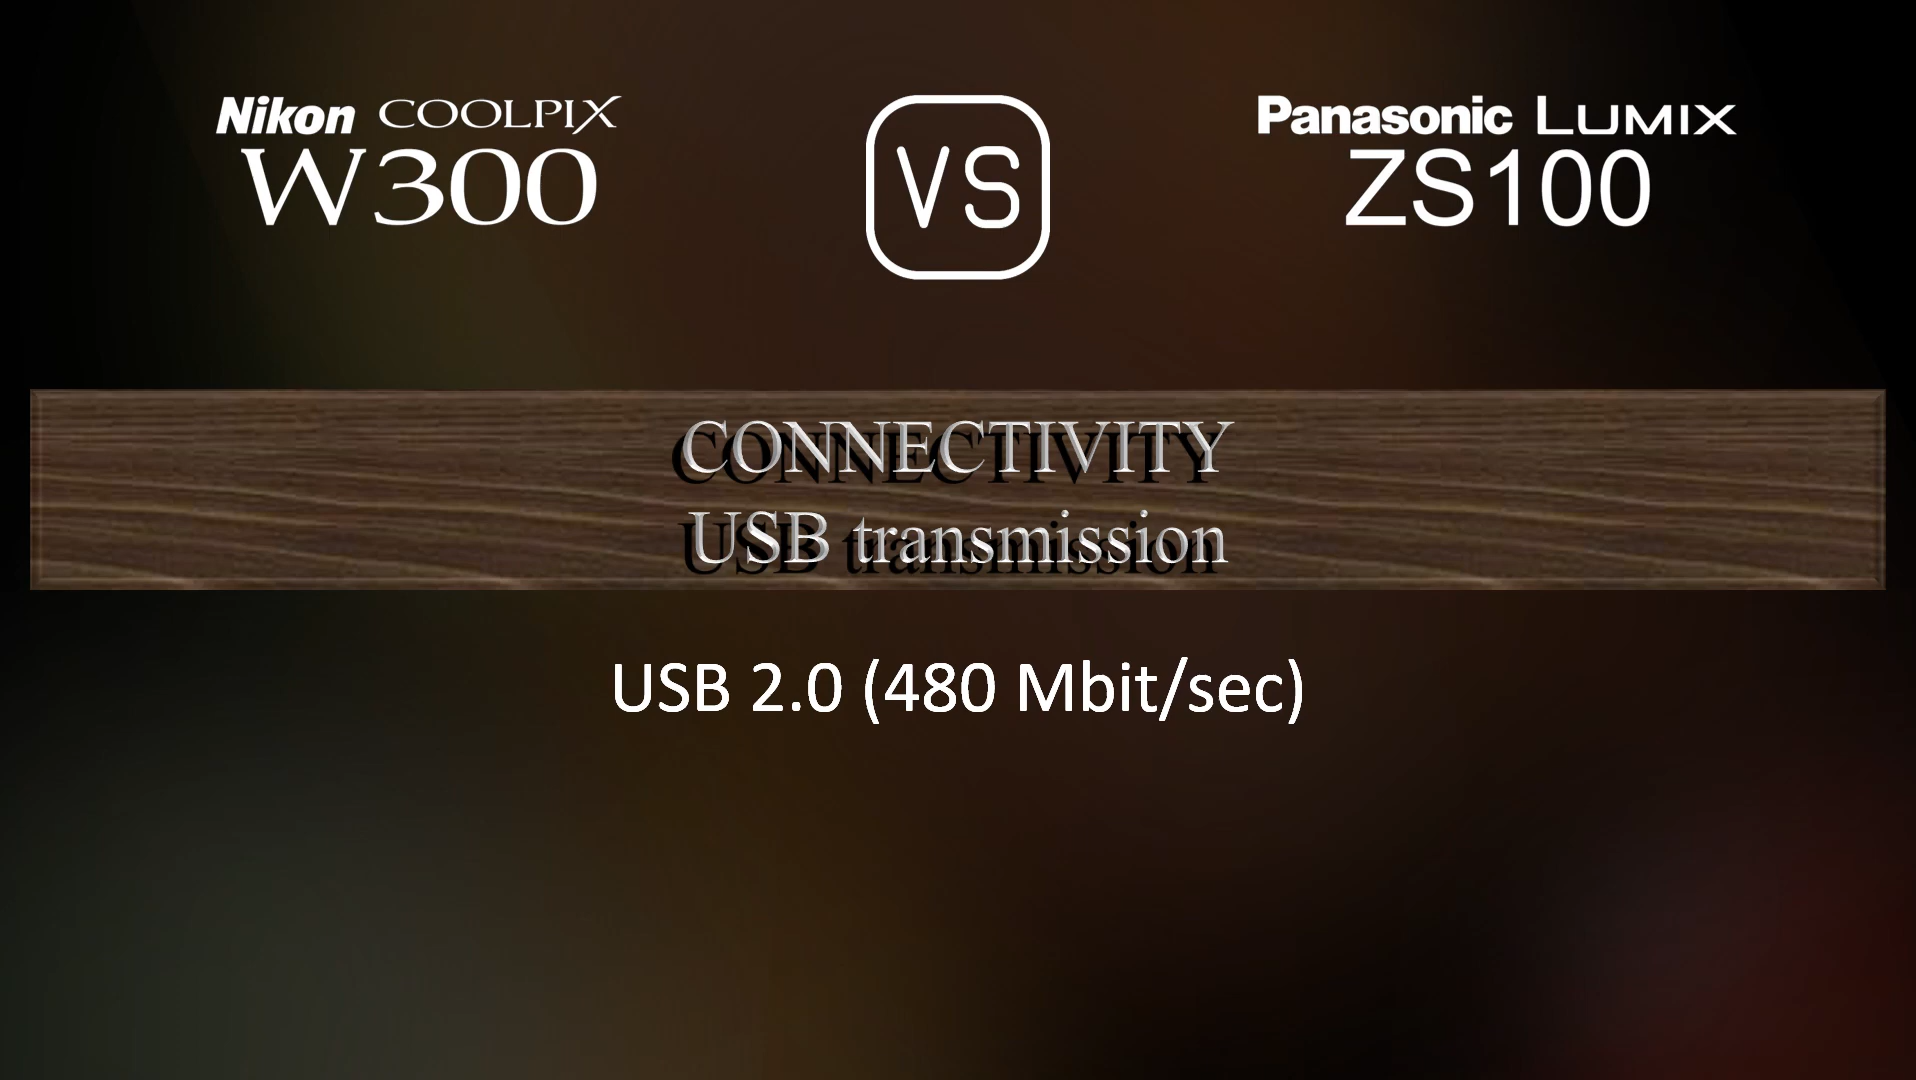 Nikon COOLPIX
W300
VS
Panasonic LUMIX
ZS100
CONNECTIVITY
USB transmission
USB 2.0 (480 Mbit/sec)